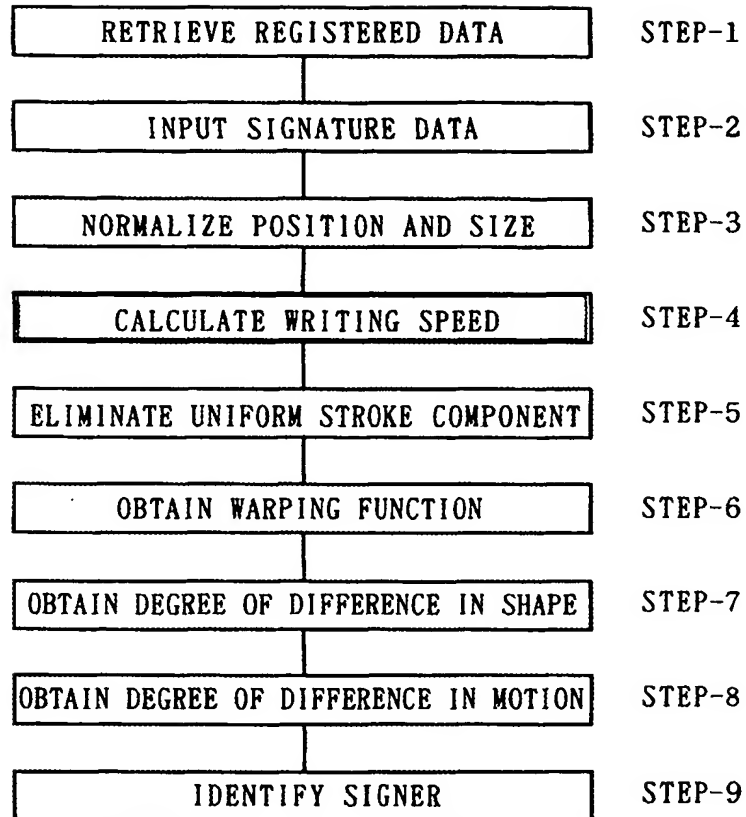 RETRIEVE REGISTERED DATA STEP-1
INPUT SIGNATURE DATA STEP-2
NORMALIZE POSITION AND SIZE STEP-3
CALCULATE WRITING SPEED STEP-4
ELIMINATE UNIFORM STROKE COMPONENT STEP-5
OBTAIN WARPING FUNCTION STEP-6
OBTAIN DEGREE OF DIFFERENCE IN SHAPE STEP-7
OBTAIN DEGREE OF DIFFERENCE IN MOTION STEP-8
IDENTIFY SIGNER STEP-9